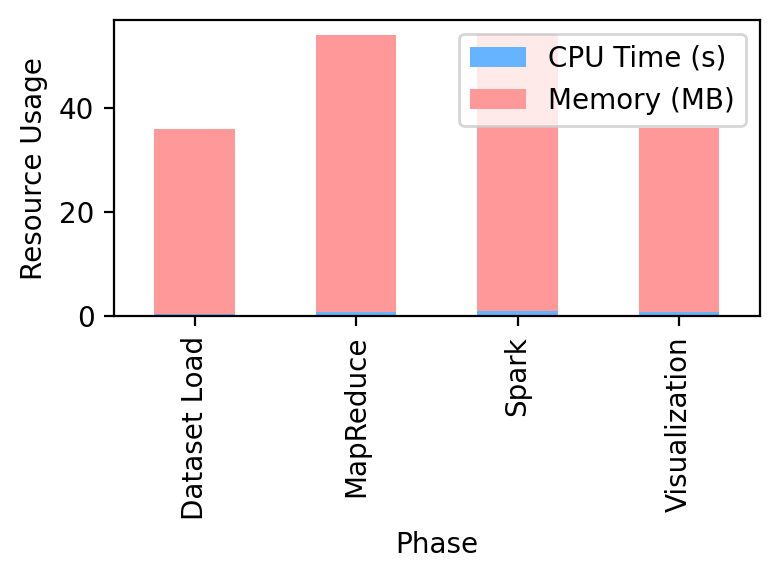 CPU Time (s)
Memory (MB)
Resource Usage
40
20
0
Dataset Load
MapReduce
Spark
Visualization
Phase